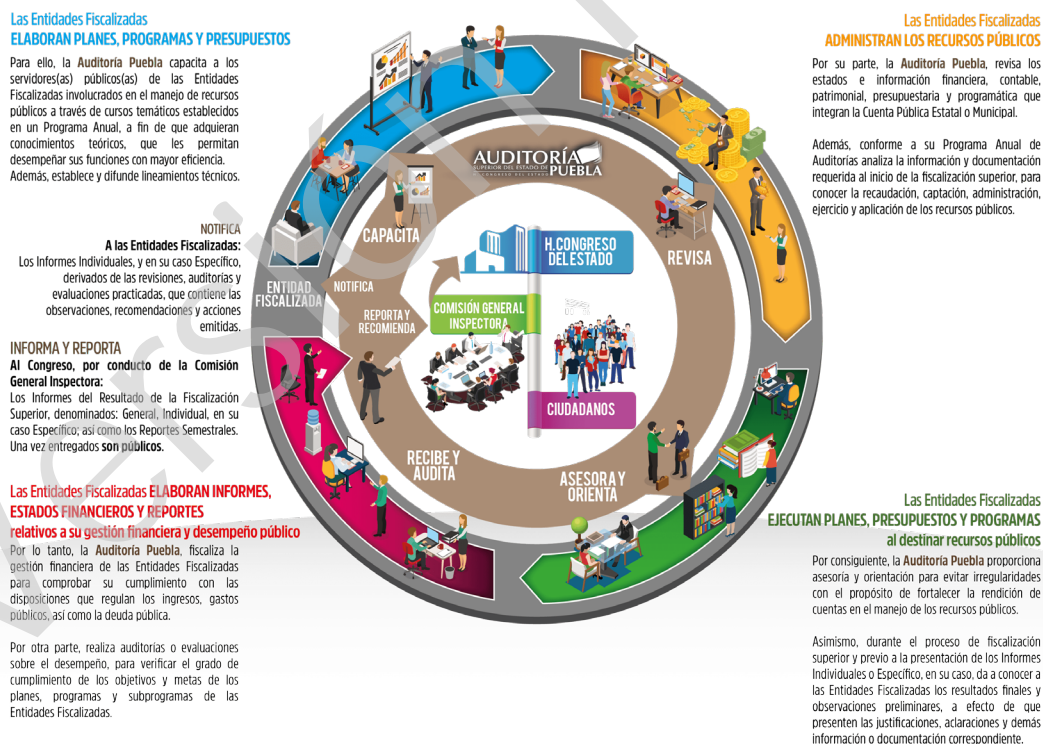 Las Entidades Fiscalizadas
ELABORAN PLANES, PROGRAMAS Y PRESUPUESTOS
Para ello, la Auditoría Puebla capacita a los
servidores(as) públicos(as) de las Entidades
Fiscalizadas involucrados en el manejo de recursos
públicos a través de cursos temáticos establecidos
en un Programa Anual, a fin de que adquieran
conocimientos teóricos, que les permitan
desempeñar sus funciones con mayor eficiencia.
Además, establece y difunde lineamientos técnicos.
NOTIFICA
A las Entidades Fiscalizadas:
Los Informes Individuales, y en su caso Específico,
derivados de las revisiones, auditorías y
evaluaciones practicadas, que contiene las
observaciones, recomendaciones y acciones
emitidas.
INFORMA Y REPORTA
Al Congreso, por conducto de la Comisión
General Inspectora:
Los Informes del Resultado de la Fiscalización
Superior, denominados: General, Individual, en su
caso Específico; así como los Reportes Semestrales.
Una vez entregados son públicos.
Las Entidades Fiscalizadas ELABORAN INFORMES,
ESTADOS FINANCIEROS Y REPORTES
relativos a su gestión financiera y desempeño público
Por lo tanto, la Auditoría Puebla, fiscaliza la
gestión financiera de las Entidades Fiscalizadas
para comprobar su cumplimiento con las
disposiciones que regulan los ingresos, gastos
públicos, así como la deuda pública.
Por otra parte, realiza auditorías o evaluaciones
sobre el desempeño, para verificar el grado de
cumplimiento de los objetivos y metas de los
planes, programas y subprogramas de las
Entidades Fiscalizadas.
AUDITORÍA
SUPERIOR DEL ESTADO DE PUEBLA
H. CONGRESO DEL ESTADO
CAPACITA
REVISA
H.CONGRESO
DEL ESTADO
ENTIDAD
FISCALIZADA
NOTIFICA
REPORTA Y
RECOMIENDA
COMISIÓN GENERAL
INSPECTORA
CIUDADANOS
RECIBE Y
AUDITA
ASESORA Y
ORIENTA
Las Entidades Fiscalizadas
ADMINISTRAN LOS RECURSOS PÚBLICOS
Por su parte, la Auditoría Puebla, revisa los
estados e información financiera, contable,
patrimonial, presupuestaria y programática que
integran la Cuenta Pública Estatal o Municipal.
Además, conforme a su Programa Anual de
Auditorías analiza la información y documentación
requerida al inicio de la fiscalización superior, para
conocer la recaudación, captación, administración,
ejercicio y aplicación de los recursos públicos.
Las Entidades Fiscalizadas
EJECUTAN PLANES, PRESUPUESTOS Y PROGRAMAS
al destinar recursos públicos
Por consiguiente, la Auditoría Puebla proporciona
asesoría y orientación para evitar irregularidades
con el propósito de fortalecer la rendición de
cuentas en el manejo de los recursos públicos.
Asimismo, durante el proceso de fiscalización
superior y previo a la presentación de los Informes
Individuales o Específico, en su caso, da a conocer a
las Entidades Fiscalizadas los resultados finales y
observaciones preliminares, a efecto de que
presenten las justificaciones, aclaraciones y demás
información o documentación correspondiente.